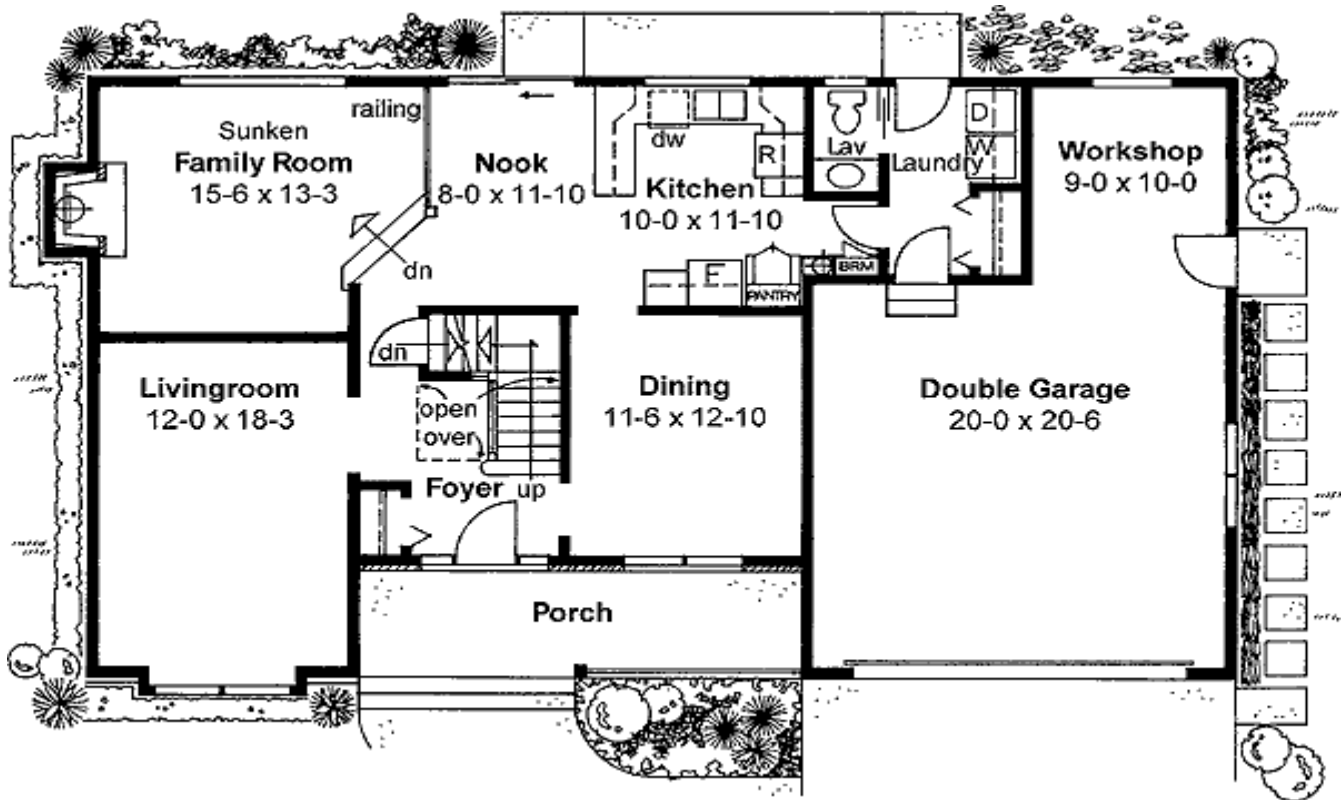 railing
Sunken
Family Room
15-6 x 13-3
dn
Nook
8-0 x 11-10
dw
R
Kitchen
10-0 x 11-10
F
PANTRY
BRM
Lav
Laundry
D
W
Workshop
9-0 x 10-0
Livingroom
12-0 x 18-3
dn
open
over
Foyer
up
Dining
11-6 x 12-10
Double Garage
20-0 x 20-6
Porch